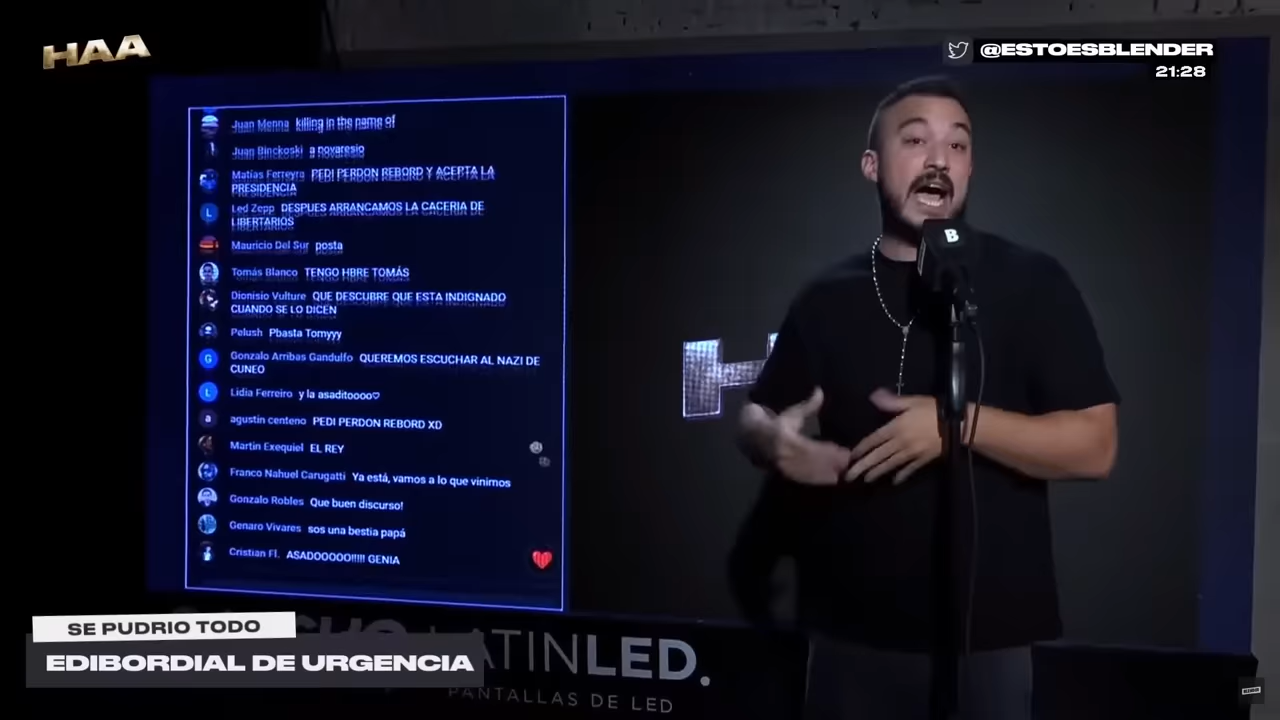 HAA
@ESTOESBLENDER
21:28
Juan Menna killing in the name of
Juan Binckoski a novaresio
Matías Ferreyra PEDI PERDON REBORD Y ACEPTA LA
PRESIDENCIA
Led Zepp DESPUES ARRANCAMOS LA CACERIA DE
LIBERTARIOS
Mauricio Del Sur posta
Tomás Blanco TENGO HBRE TOMÁS
Dionisio Vulture QUE DESCUBRE QUE ESTA INDIGNADO
CUANDO SE LO DICEN
Pelush Pbasta Tomyyy
Gonzalo Arribas Gandulfo QUEREMOS ESCUCHAR AL NAZI DE
CUNEO
Lidia Ferreiro y la asaditoooo♡
agustin centeno PEDI PERDON REBORD XD
Martin Exequiel EL REY
Franco Nahuel Carugatti Ya está, vamos a lo que vinimos
Gonzalo Robles Que buen discurso!
Genaro Vivares sos una bestia papá
Cristian Fl. ASADOOOOO!!!!! GENIA
B
SE PUDRIO TODO
EDIBORDIAL DE URGENCIA
LATINLED.
PANTALLAS DE LED